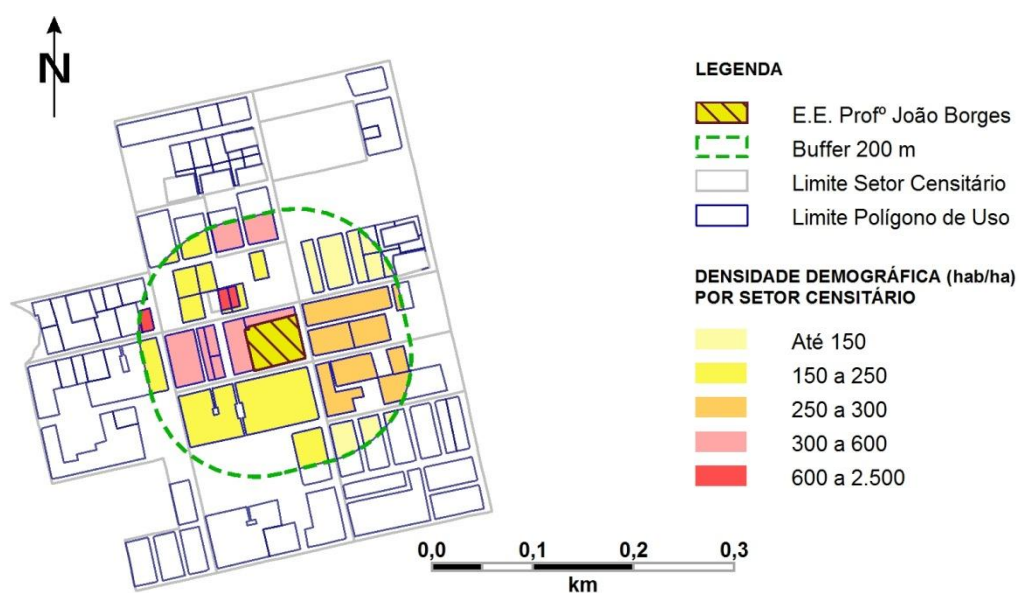 N
LEGENDA
E.E. Profº João Borges
Buffer 200 m
Limite Setor Censitário
Limite Polígono de Uso
DENSIDADE DEMOGRÁFICA (hab/ha)
POR SETOR CENSITÁRIO
Até 150
150 a 250
250 a 300
300 a 600
600 a 2.500
0,0 0,1 0,2 0,3
km